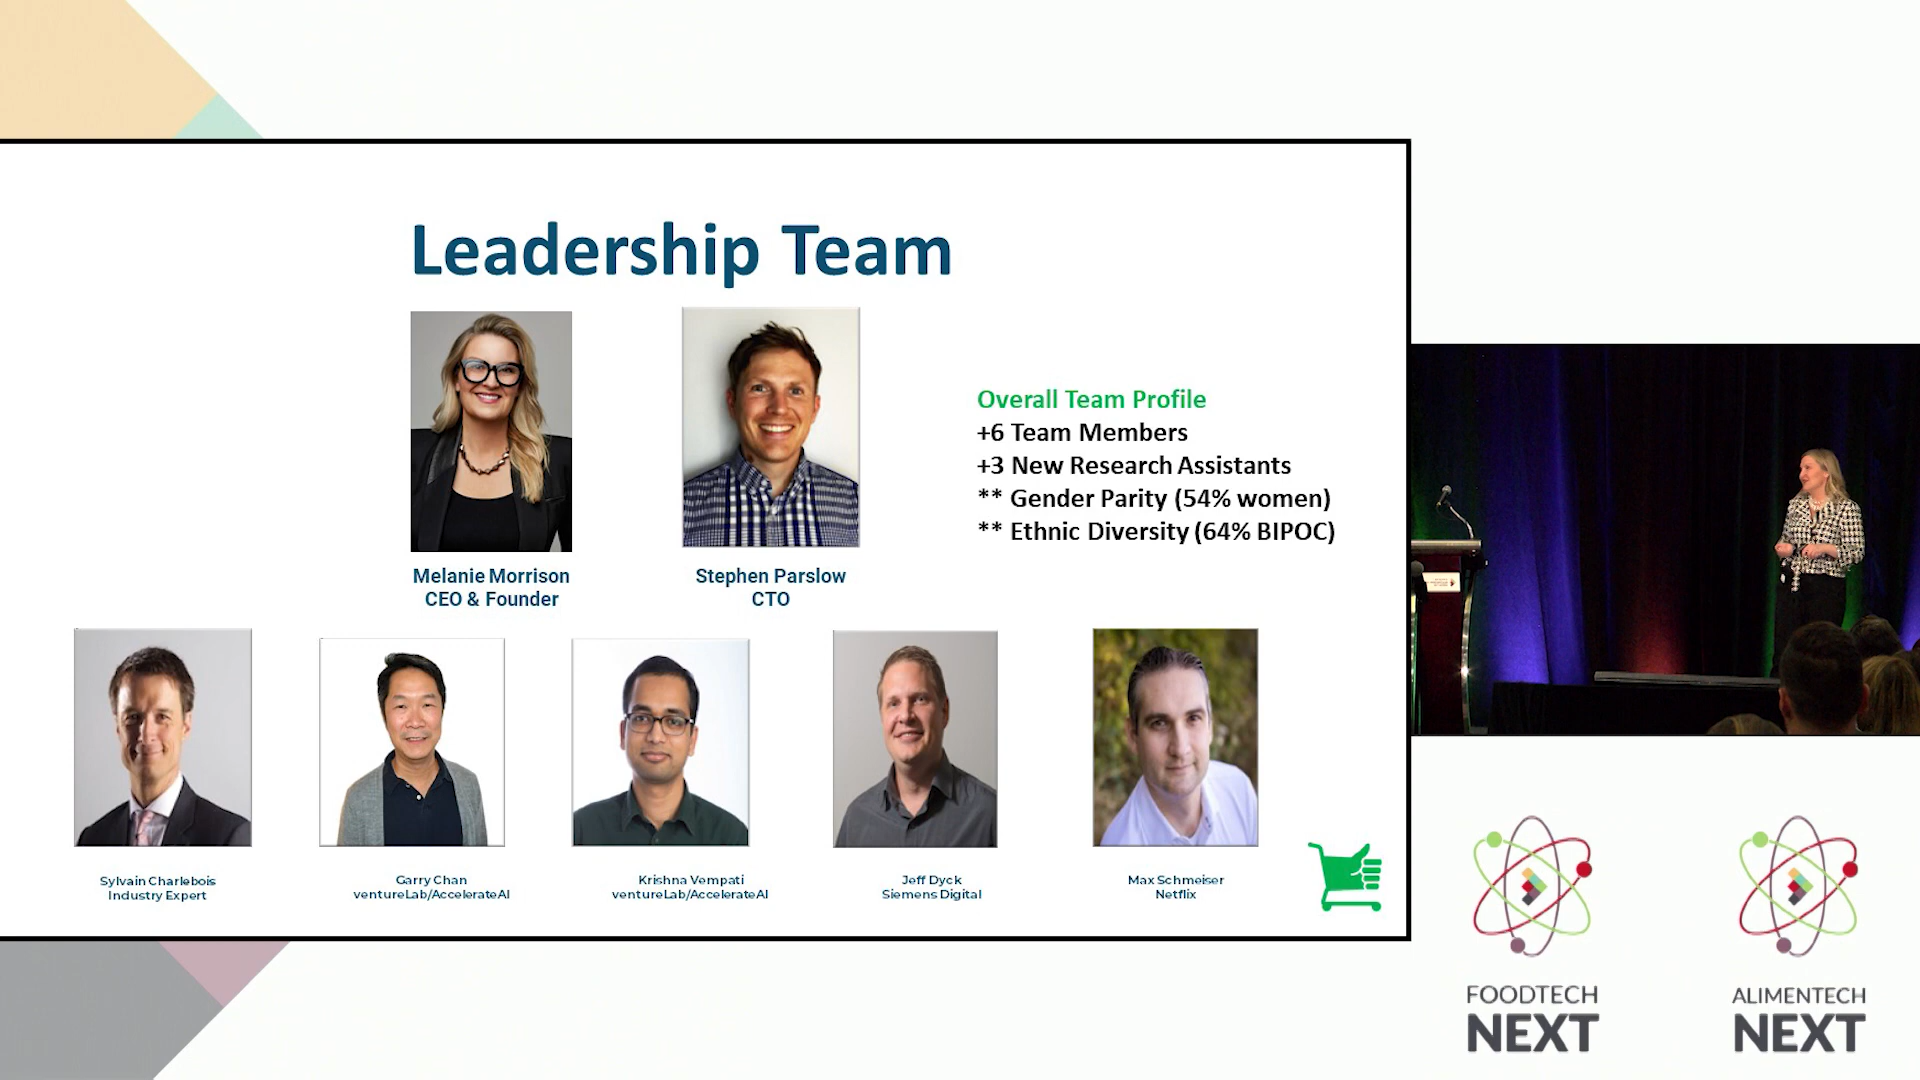 Leadership Team
Melanie Morrison
CEO & Founder
Stephen Parslow
CTO
Overall Team Profile
+6 Team Members
+3 New Research Assistants
** Gender Parity (54% women)
** Ethnic Diversity (64% BIPOC)
Sylvain Charlebois
Industry Expert
Garry Chan
ventureLab/AccelerateAI
Krishna Vempati
ventureLab/AccelerateAI
Jeff Dyck
Siemens Digital
Max Schmeiser
Netflix
FOODTECH
NEXT
ALIMENTECH
NEXT